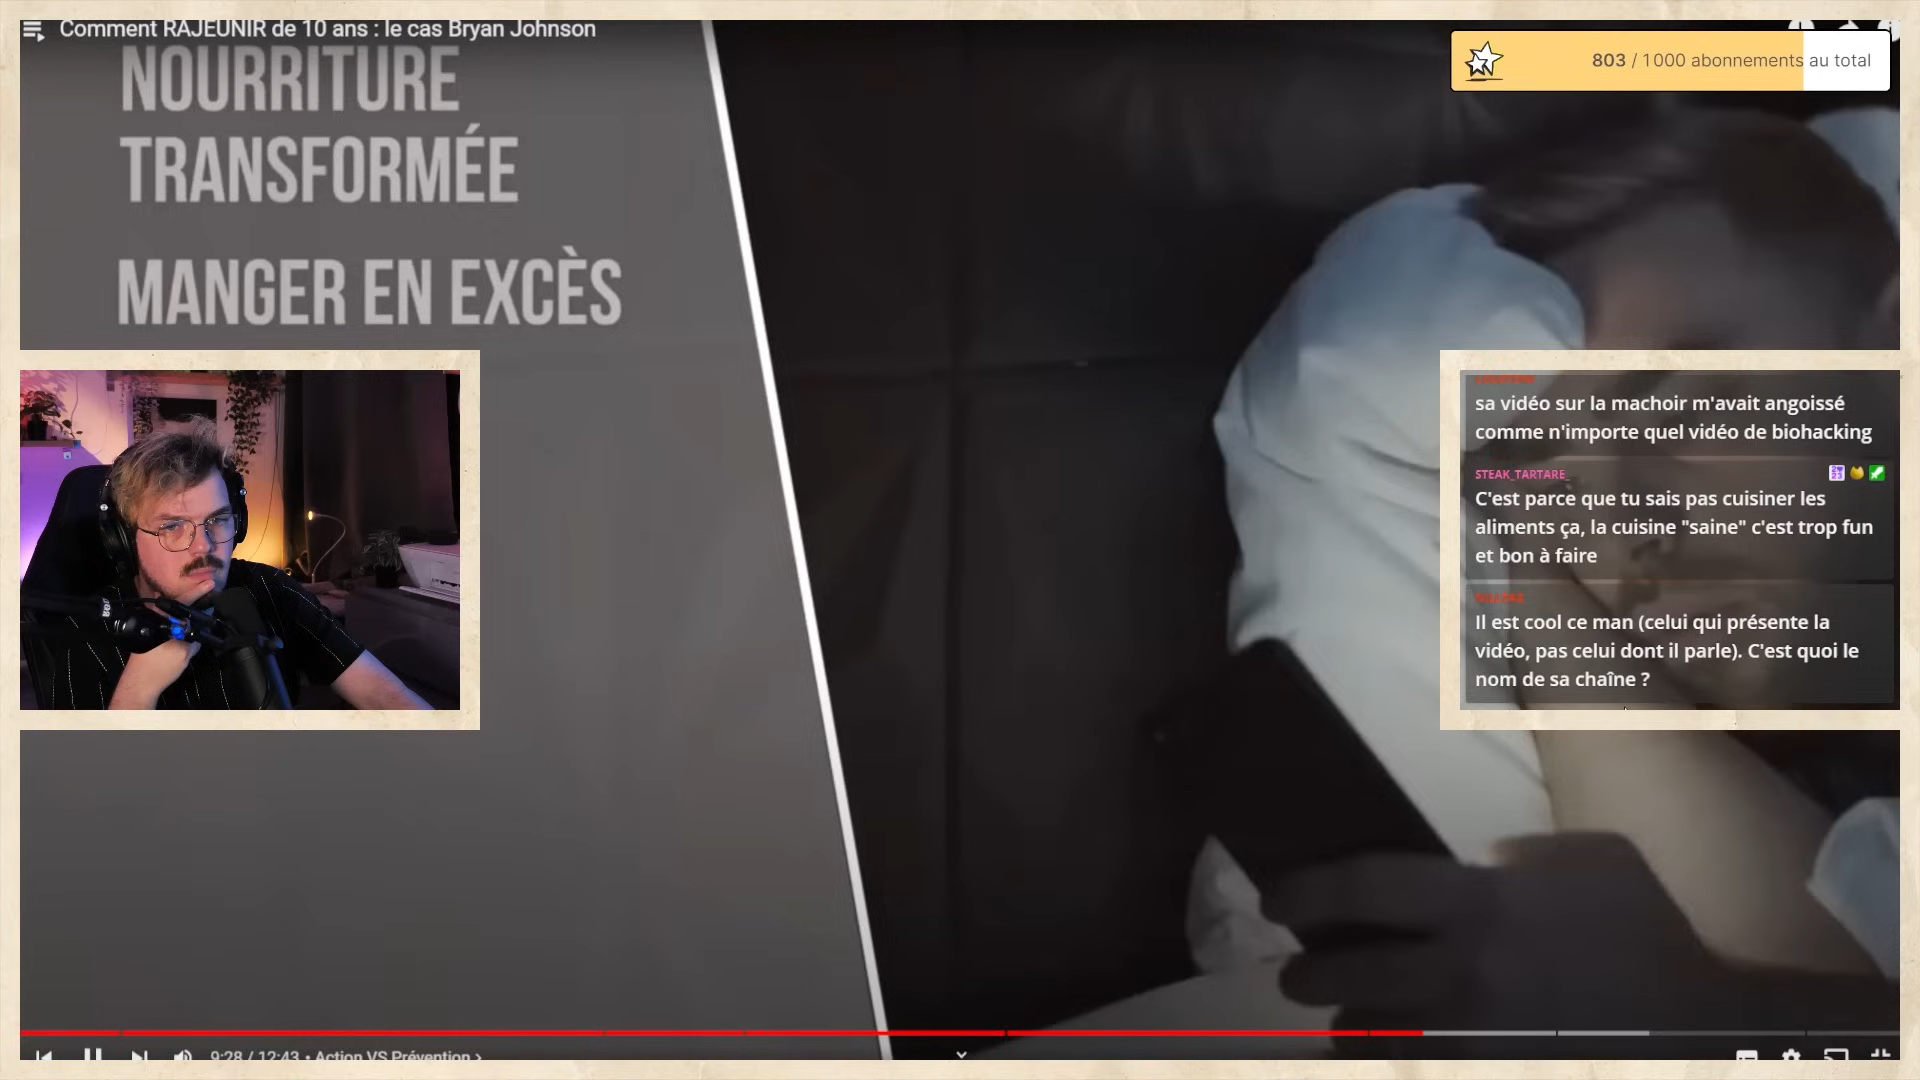 Comment RAJEUNIR de 10 ans : le cas Bryan Johnson
NOURRITURE
TRANSFORMÉE
MANGER EN EXCÈS
803 / 1000 abonnements au total
sa vidéo sur la machoir m'avait angoissé
comme n'importe quel vidéo de biohacking
STEAK_TARTARE_
C'est parce que tu sais pas cuisiner les
aliments ça, la cuisine "saine" c'est trop fun
et bon à faire
Il est cool ce man (celui qui présente la
vidéo, pas celui dont il parle). C'est quoi le
nom de sa chaîne ?
9:28 / 12:43 • Action VS Prévention >